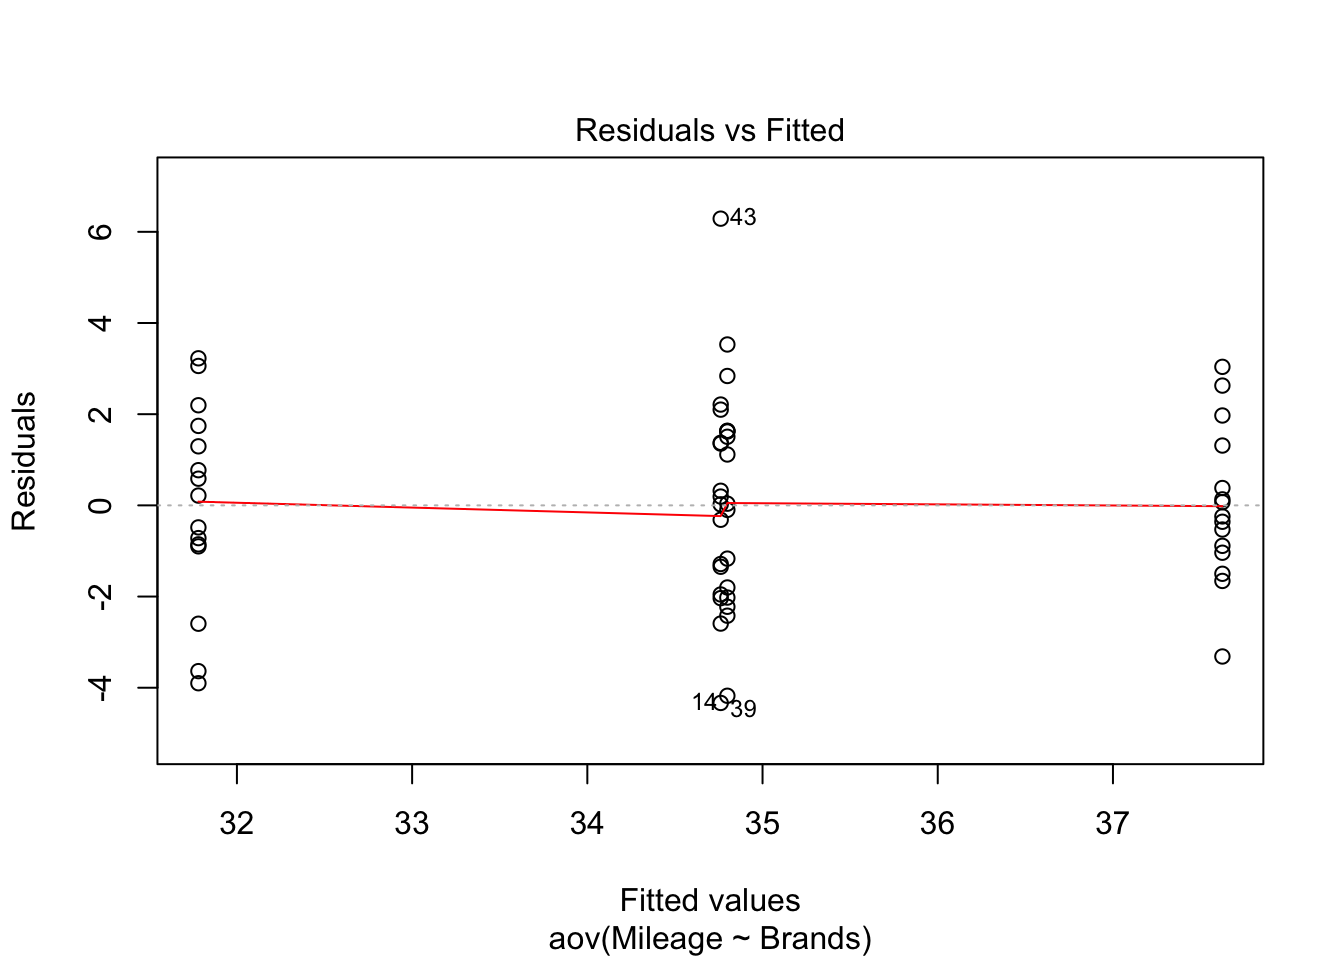 Residuals vs Fitted
Residuals
6
4
2
0
-2
-4
43
14
39
32 33 34 35 36 37
Fitted values
aov(Mileage ~ Brands)